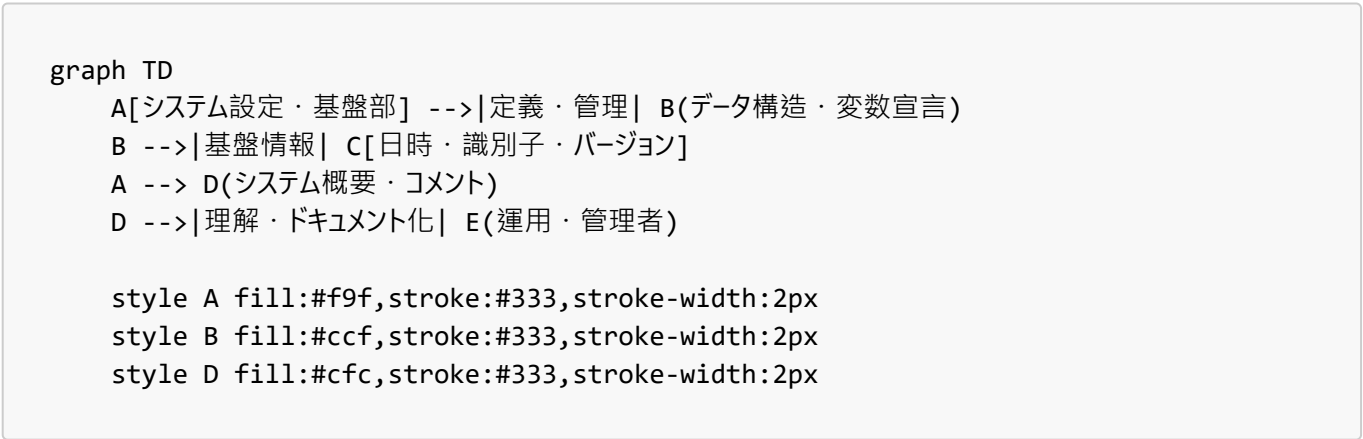 graph TD
    A[システム設定・基盤部] -->|定義・管理| B(データ構造・変数宣言)
    B -->|基盤情報| C[日時・識別子・バージョン]
    A --> D(システム概要・コメント)
    D -->|理解・ドキュメント化| E(運用・管理者)

    style A fill:#f9f,stroke:#333,stroke-width:2px
    style B fill:#ccf,stroke:#333,stroke-width:2px
    style D fill:#cfc,stroke:#333,stroke-width:2px